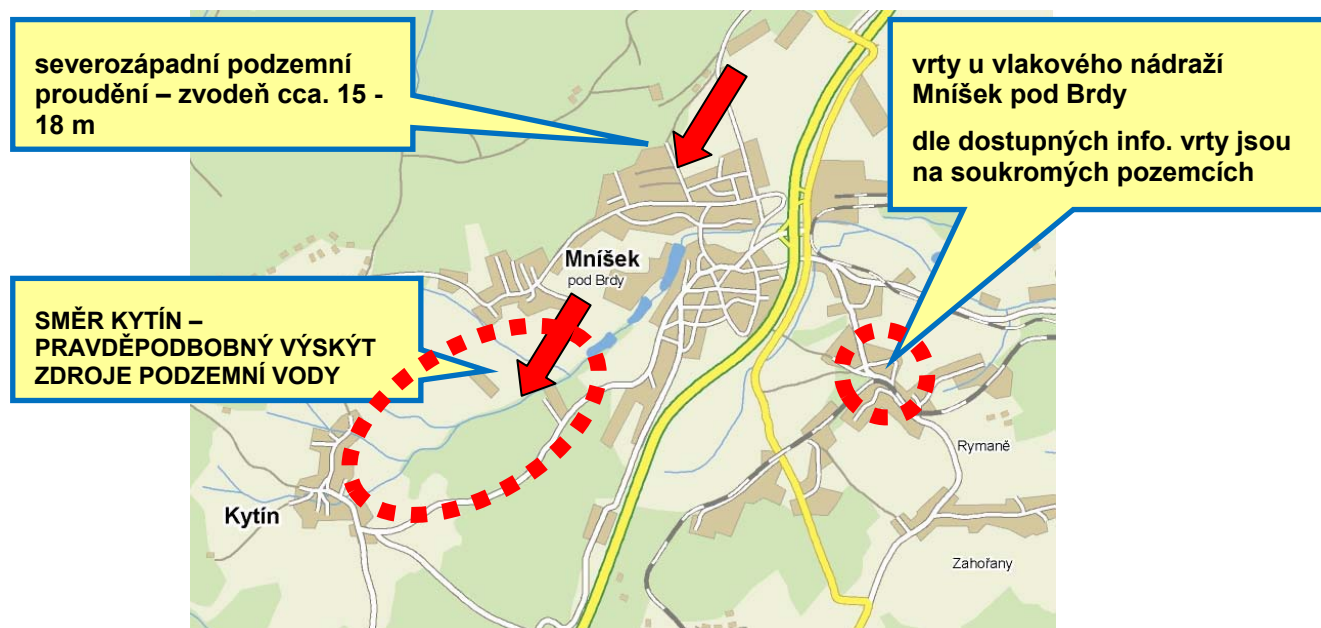 severozápadní podzemní
proudění – zvodeň cca. 15 -
18 m
vrty u vlakového nádraží
Mníšek pod Brdy
dle dostupných info. vrty jsou
na soukromých pozemcích
Mníšek
pod Brdy
SMĚR KYTÍN –
PRAVDĚPODBOBNÝ VÝSKÝT
ZDROJE PODZEMNÍ VODY
Rymaně
Kytín
Zahořany